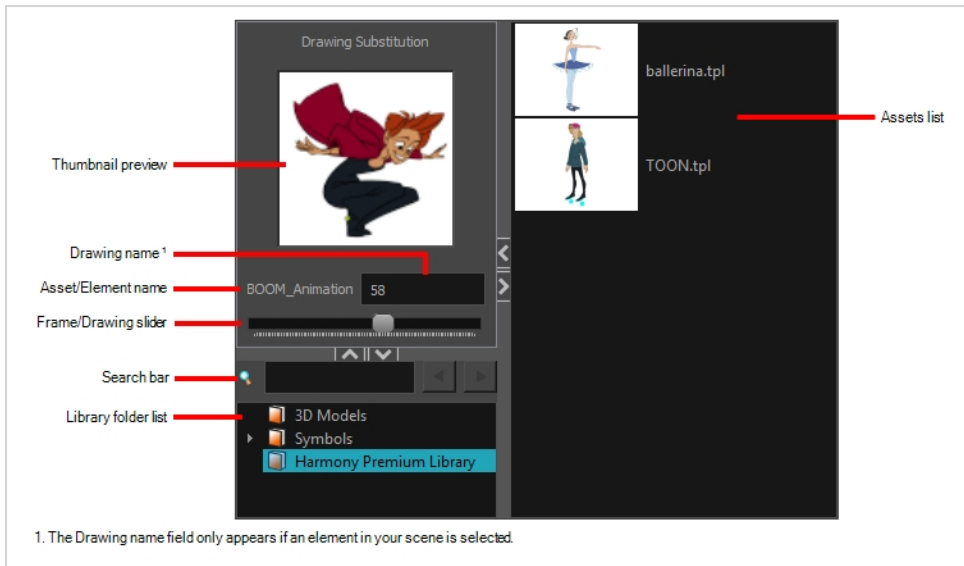 Drawing Substitution
ballerina.tpl
Assets list
Thumbnail preview
TOON.tpl
Drawing name ¹
Asset/Element name
BOOM_Animation 58
Frame/Drawing slider
Search bar
Library folder list
3D Models
Symbols
Harmony Premium Library
1. The Drawing name field only appears if an element in your scene is selected.